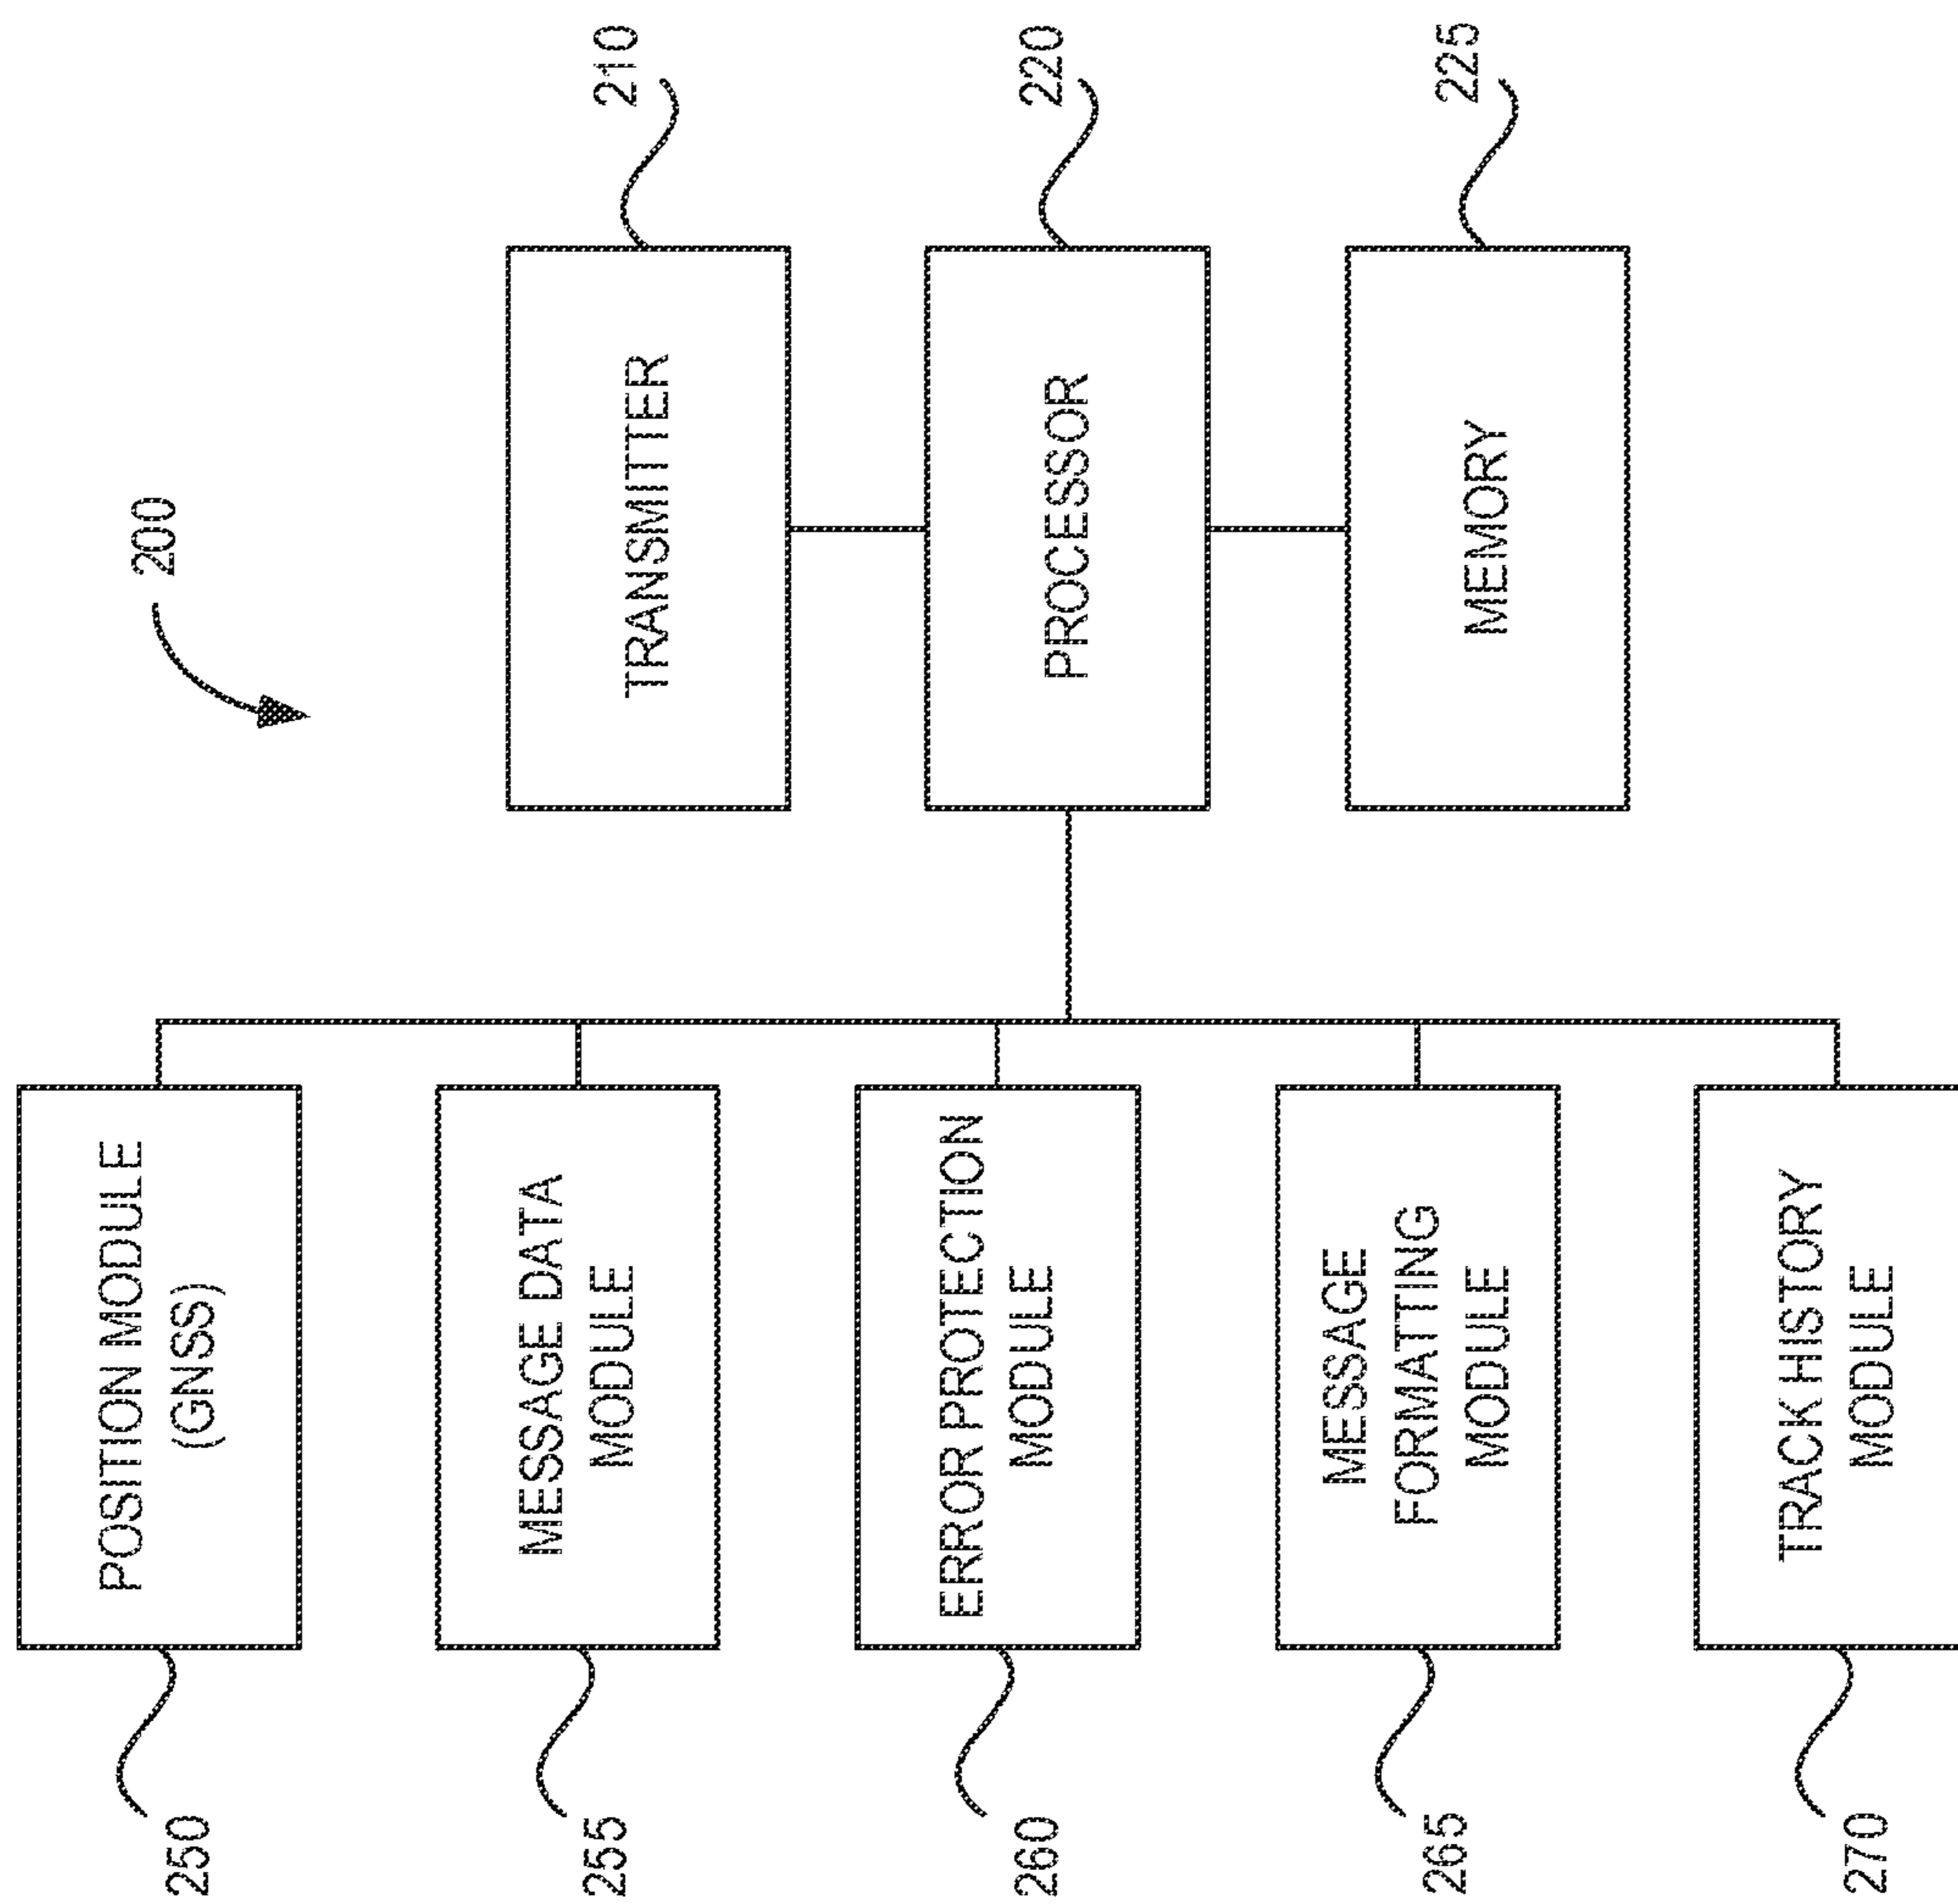 200
POSITION MODULE
(GNSS)
250
MESSAGE DATA
MODULE
255
ERROR PROTECTION
MODULE
260
MESSAGE
FORMATTING
MODULE
265
TRACK HISTORY
MODULE
270
TRANSMITTER
210
PROCESSOR
220
MEMORY
225